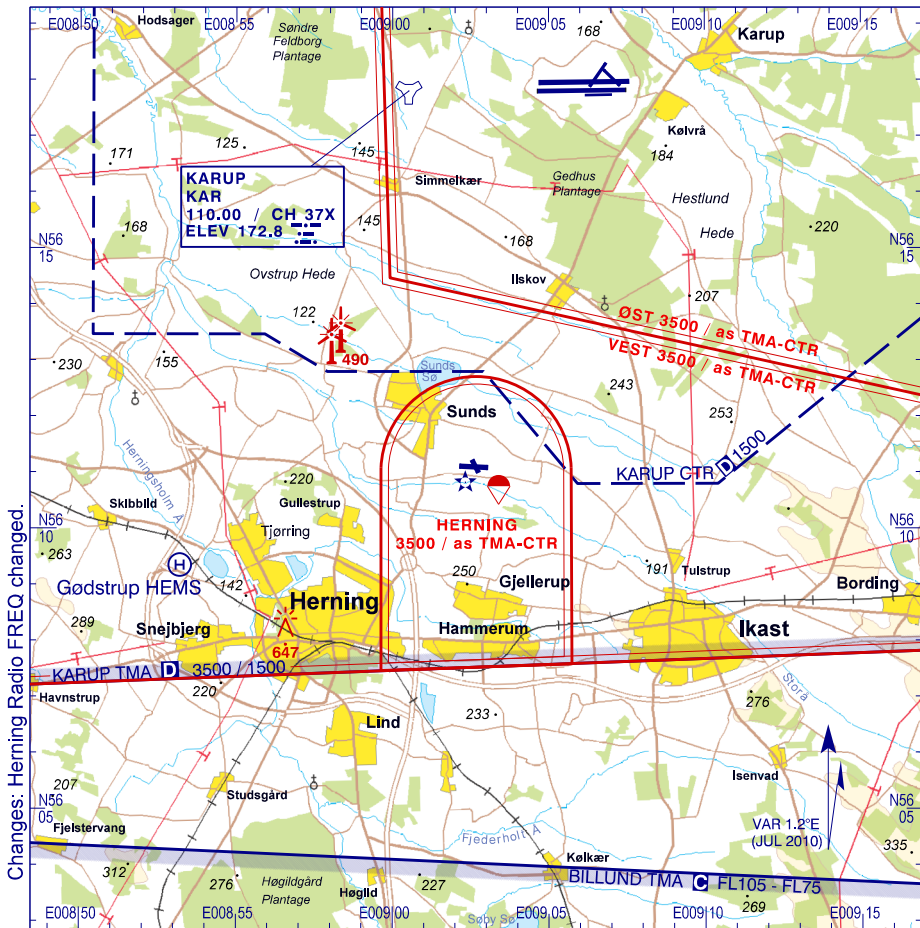 E008 50
Hodsager
E008 55
Søndre
Feldborg
Plantage
E009 00
E009 05
168
E009 10
Karup
E009 15
Kølvrå
171
125
145
184
KARUP
KAR
110.00 / CH 37X
ELEV 172.8
Simmelkær
Gedhus
Plantage
Hestlund
Hede
168
145
168
220
N56
15
N56
15
Ovstrup Hede
Ilskov
207
122
490
ØST 3500 / as TMA-CTR
VEST 3500 / as TMA-CTR
230
155
Sunds
Sø
243
Sunds
253
Herningsholm Å
KARUP CTR D 1500
220
Skibbild
Gullestrup
HERNING
3500 / as TMA-CTR
N56
10
N56
10
Tjørring
263
H
Gødstrup HEMS
142
250
Gjellerup
191
Tulstrup
Bording
Herning
289
Snejbjerg
Hammerum
Ikast
647
KARUP TMA D 3500 / 1500
Havnstrup
220
Storå
276
Lind
233
Isenvad
207
Studsgård
N56
05
N56
05
Fjelstervang
Fjederholt Å
VAR 1.2°E
(JUL 2010)
335
312
276
Høgildgård
Plantage
Høgild
227
Kølkær
BILLUND TMA C FL105 - FL75
269
Søby Sø
E008 50
E008 55
E009 00
E009 05
E009 10
E009 15
Changes: Herning Radio FREQ changed.